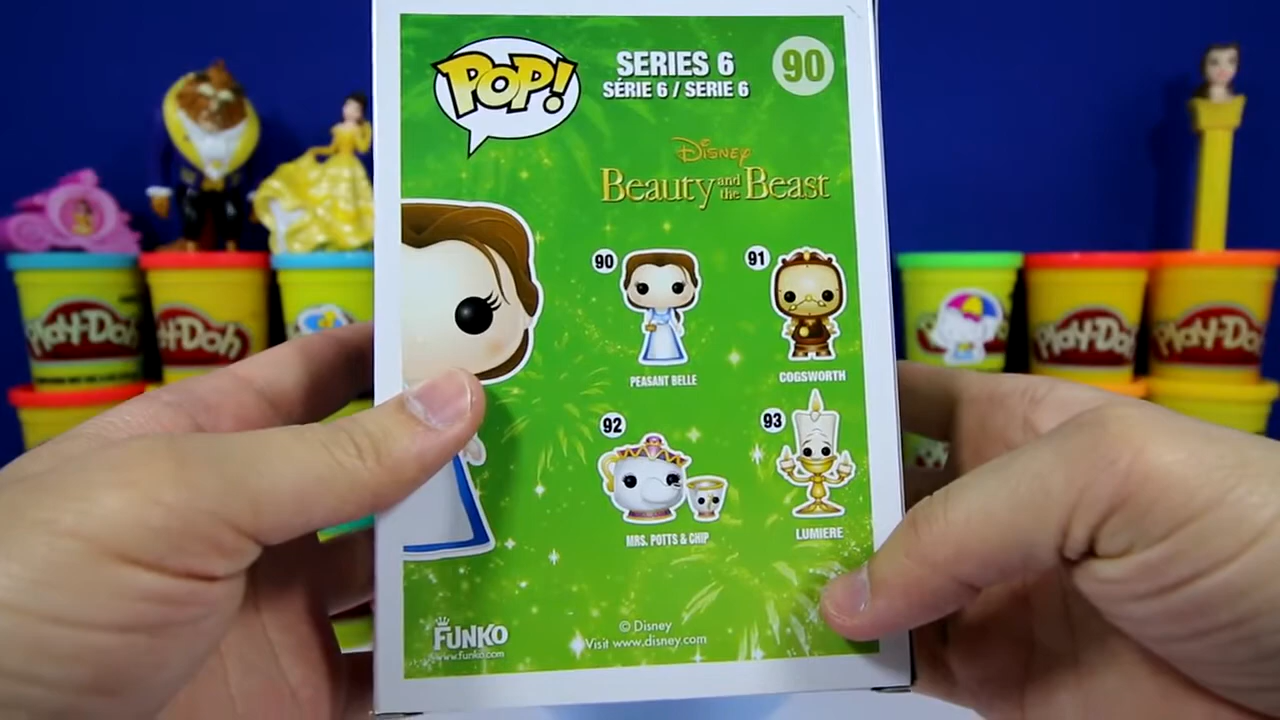 POP!
SERIES 6
SÉRIE 6 / SERIE 6
90
Disney
Beauty and the Beast
90
91
PEASANT BELLE
COGSWORTH
92
93
MRS. POTTS & CHIP
LUMIERE
FUNKO
www.funko.com
© Disney
Visit www.disney.com
Play-Doh
Play-Doh
Play-Doh
Play-Doh